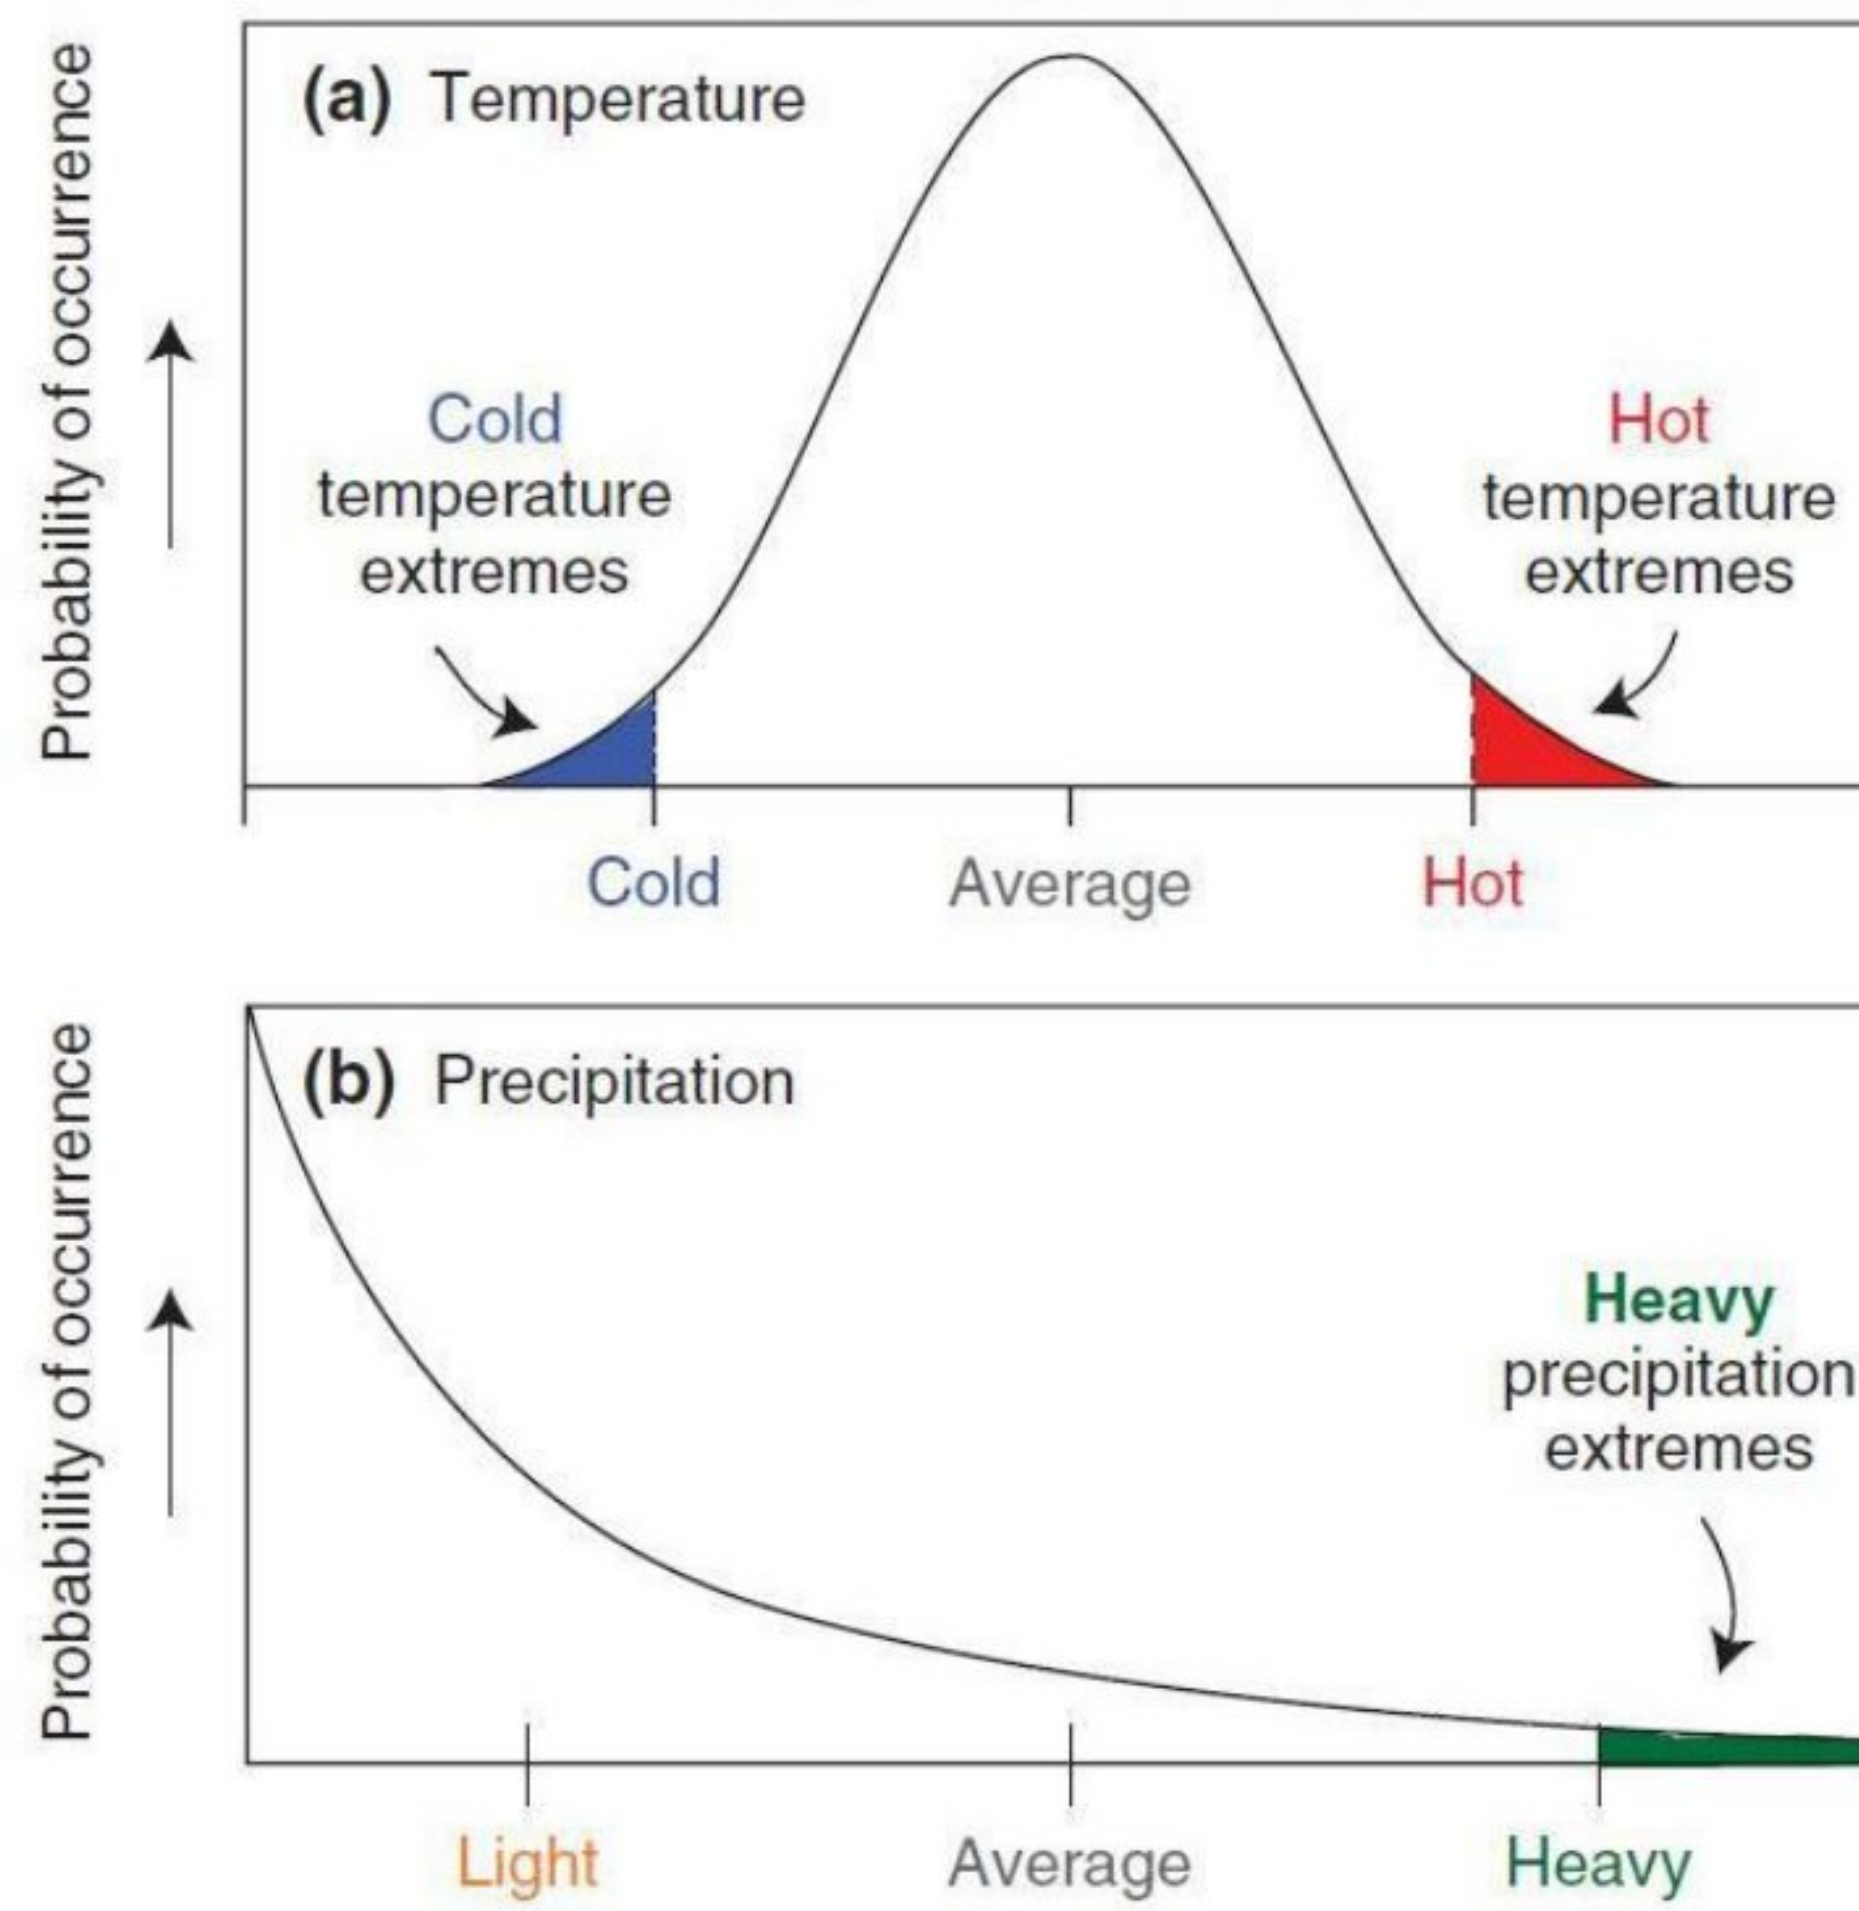 (a) Temperature
Probability of occurrence
Cold
temperature
extremes
Hot
temperature
extremes
Cold
Average
Hot
(b) Precipitation
Probability of occurrence
Heavy
precipitation
extremes
Light
Average
Heavy